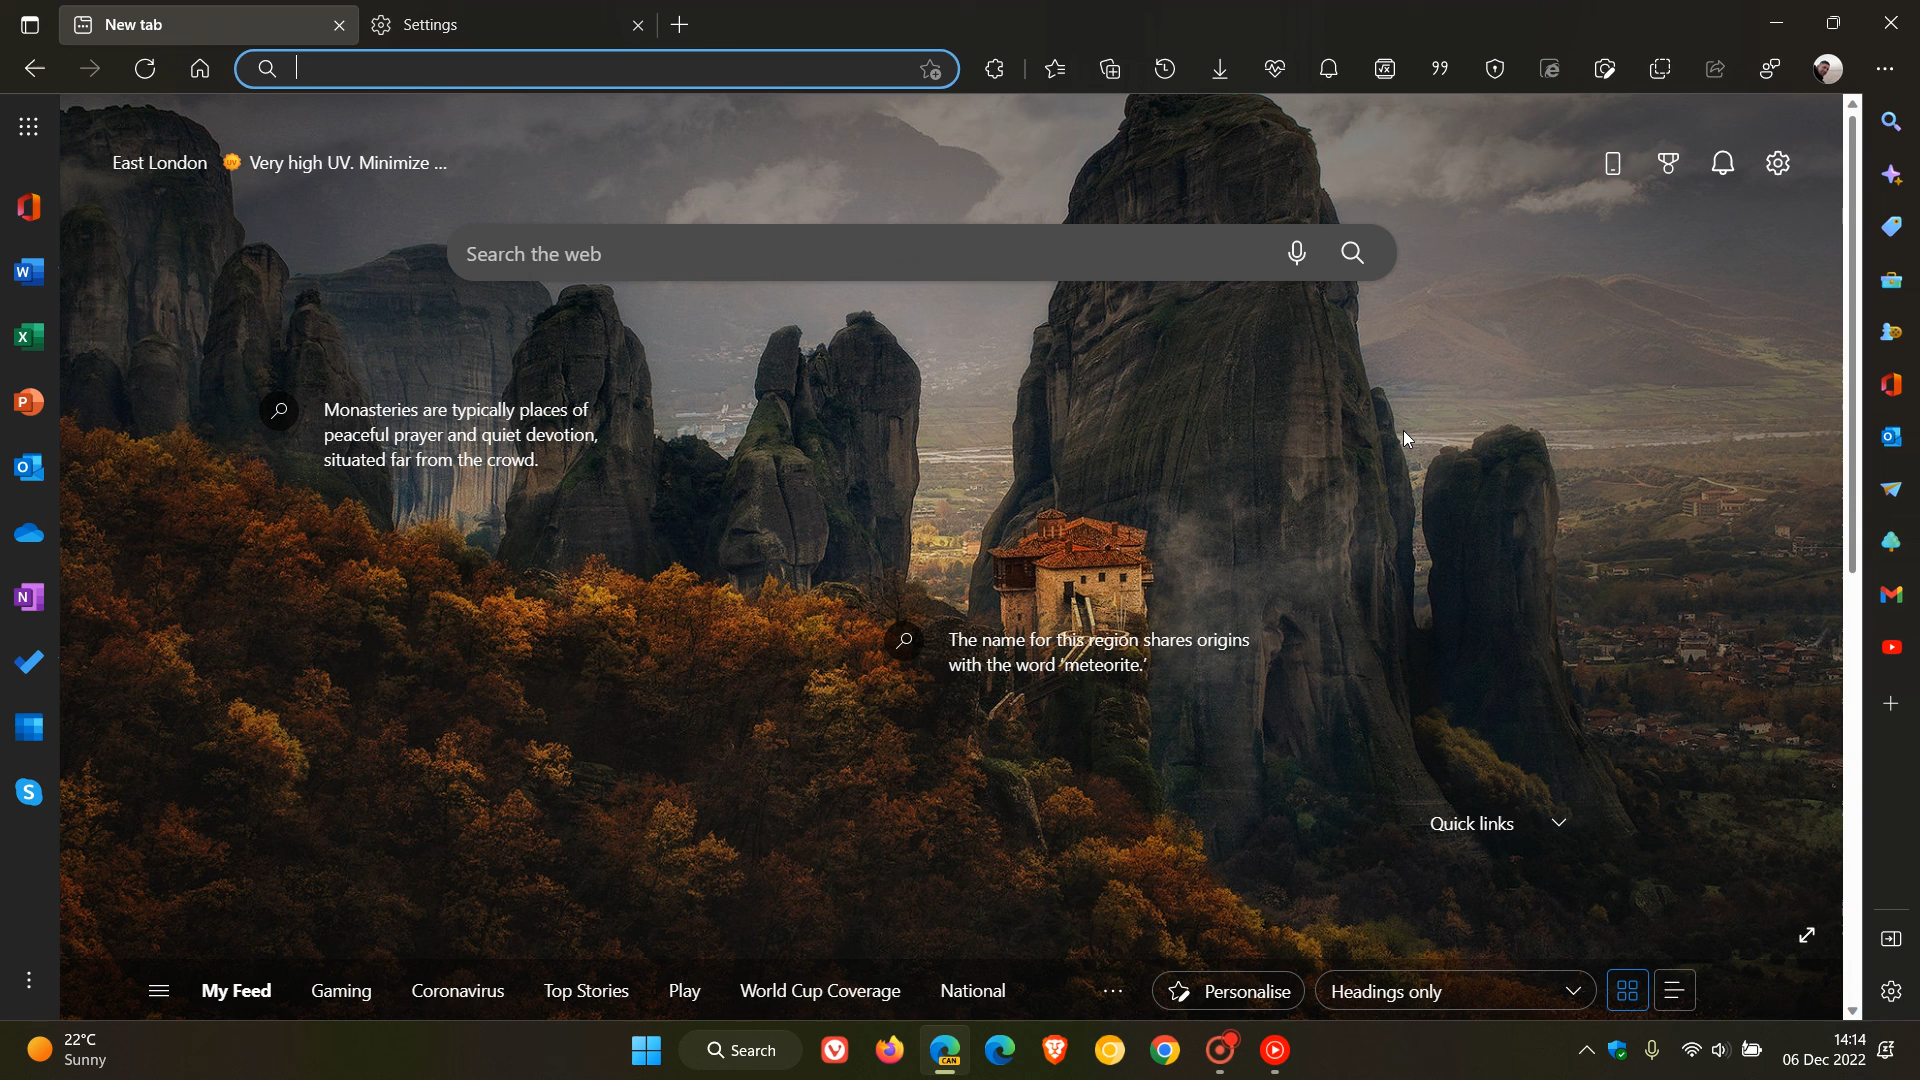 New tab
Settings
East London Very high UV. Minimize ...
Search the web
Monasteries are typically places of
peaceful prayer and quiet devotion,
situated far from the crowd.
The name for this region shares origins
with the word 'meteorite.'
Quick links
My Feed Gaming Coronavirus Top Stories Play World Cup Coverage National ... Personalise Headings only
22°C
Sunny
Search
CAN
14:14
06 Dec 2022